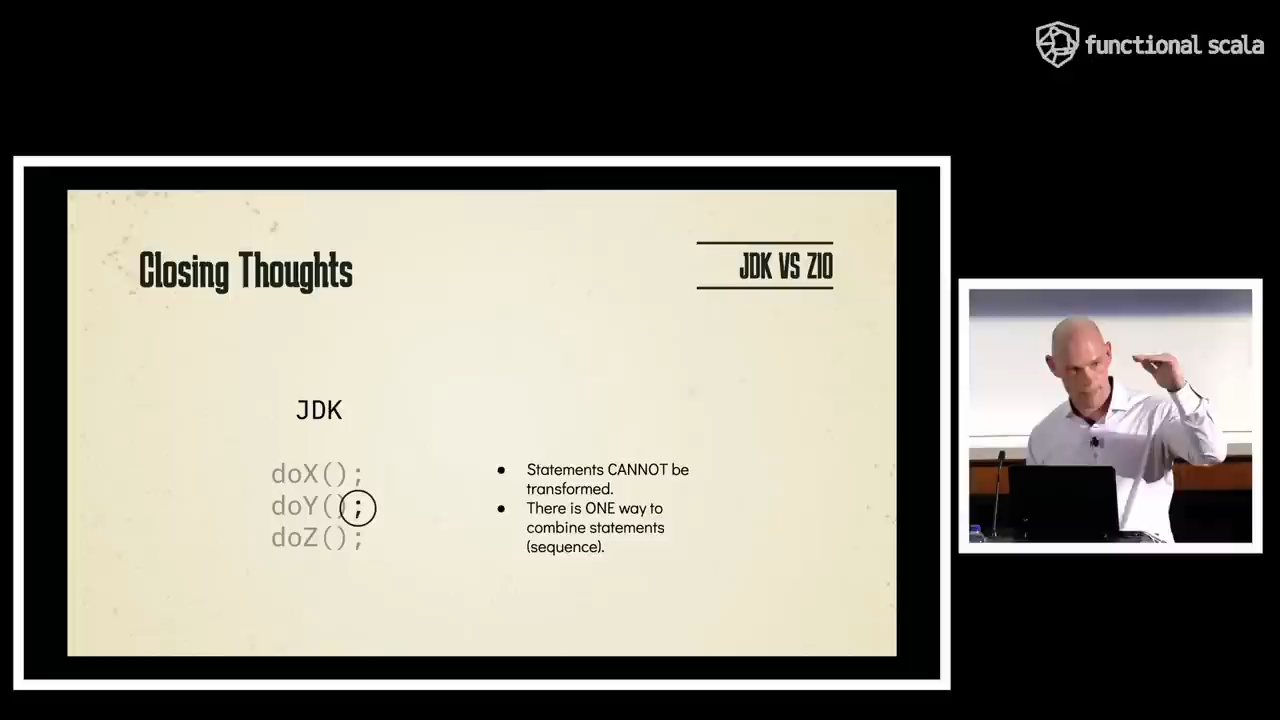 functional scala
Closing Thoughts
JDK VS ZIO
JDK
doX();
doY();
doZ();
● Statements CANNOT be
transformed.
● There is ONE way to
combine statements
(sequence).